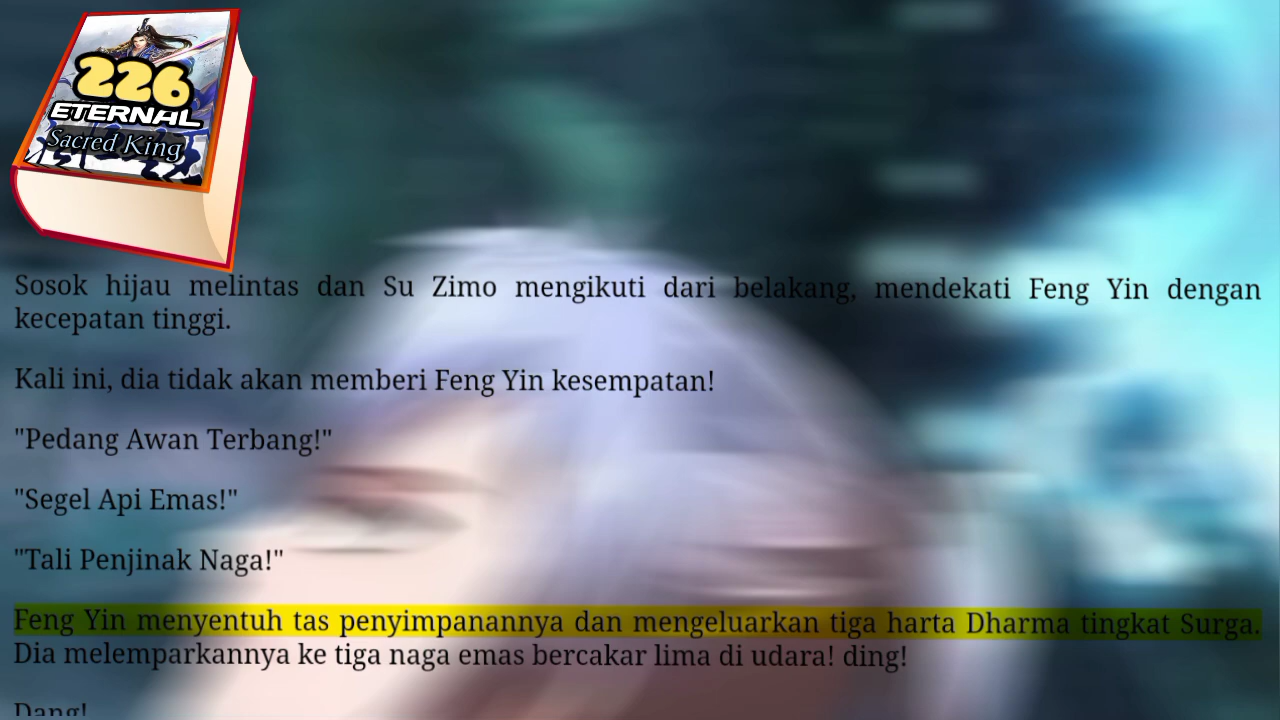 226
ETERNAL
Sacred King
Sosok hijau melintas dan Su Zimo mengikuti dari belakang, mendekati Feng Yin dengan
kecepatan tinggi.
Kali ini, dia tidak akan memberi Feng Yin kesempatan!
"Pedang Awan Terbang!"
"Segel Api Emas!"
"Tali Penjinak Naga!"
Feng Yin menyentuh tas penyimpanannya dan mengeluarkan tiga harta Dharma tingkat Surga.
Dia melemparkannya ke tiga naga emas bercakar lima di udara! ding!
Dang!